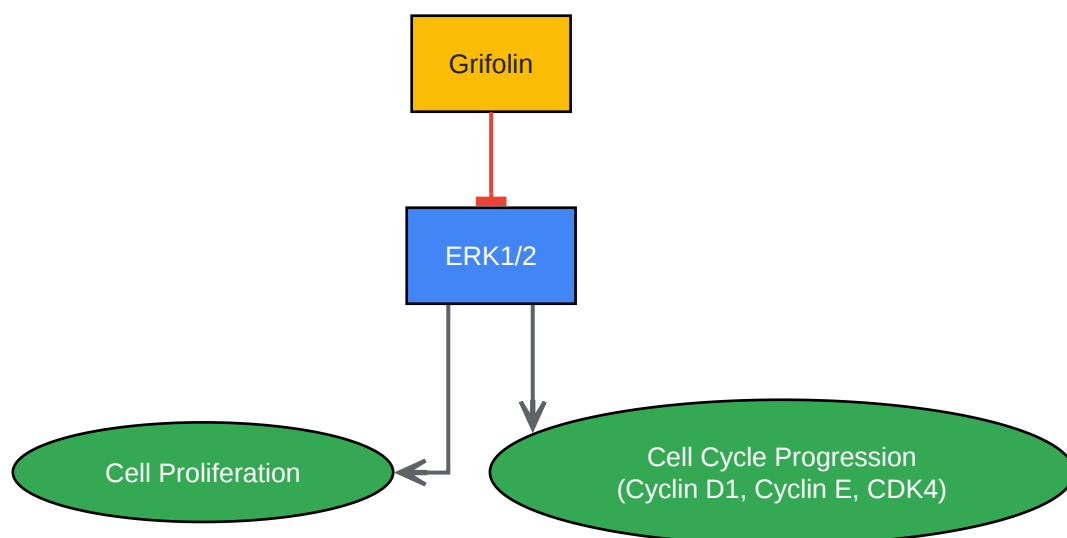 Grifolin
ERK1/2
Cell Proliferation
Cell Cycle Progression
(Cyclin D1, Cyclin E, CDK4)